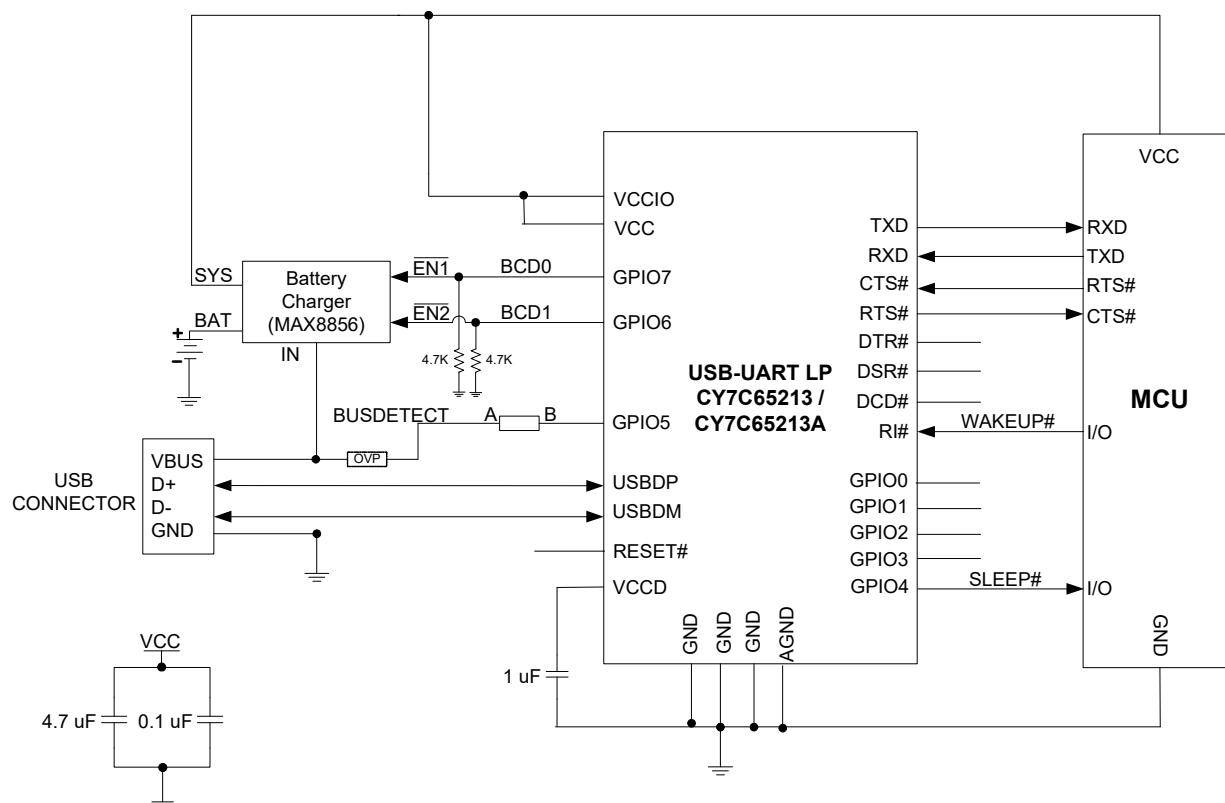 VCC
VCCIO
VCC
TXD
RXD
RXD
TXD
CTS#
RTS#
RTS#
CTS#
DTR#
DSR#
DCD#
RI#
WAKEUP#
I/O
MCU
SYS
Battery
Charger
(MAX8856)
EN1
BCD0
GPIO7
EN2
BCD1
GPIO6
BAT
+
-
IN
4.7K
4.7K
USB-UART LP
CY7C65213 /
CY7C65213A
BUSDETECT
A
B
GPIO5
OVP
USB
CONNECTOR
VBUS
D+
D-
GND
USBDP
USBDM
RESET#
VCCD
GPIO0
GPIO1
GPIO2
GPIO3
GPIO4
SLEEP#
I/O
GND
GND
GND
AGND
GND
1 uF
VCC
4.7 uF
0.1 uF